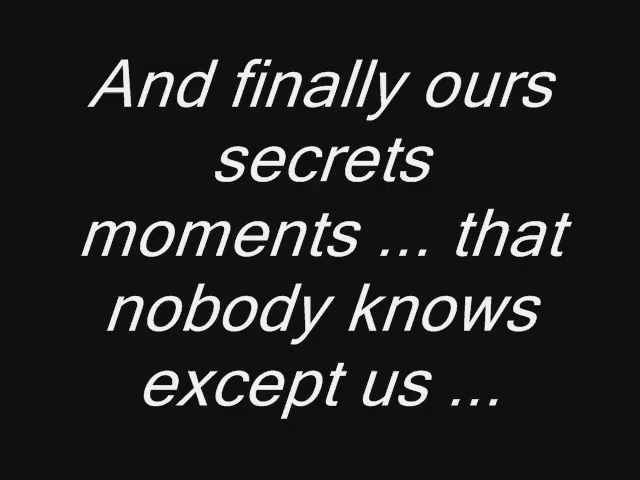 And finally ours
secrets
moments ... that
nobody knows
except us ...